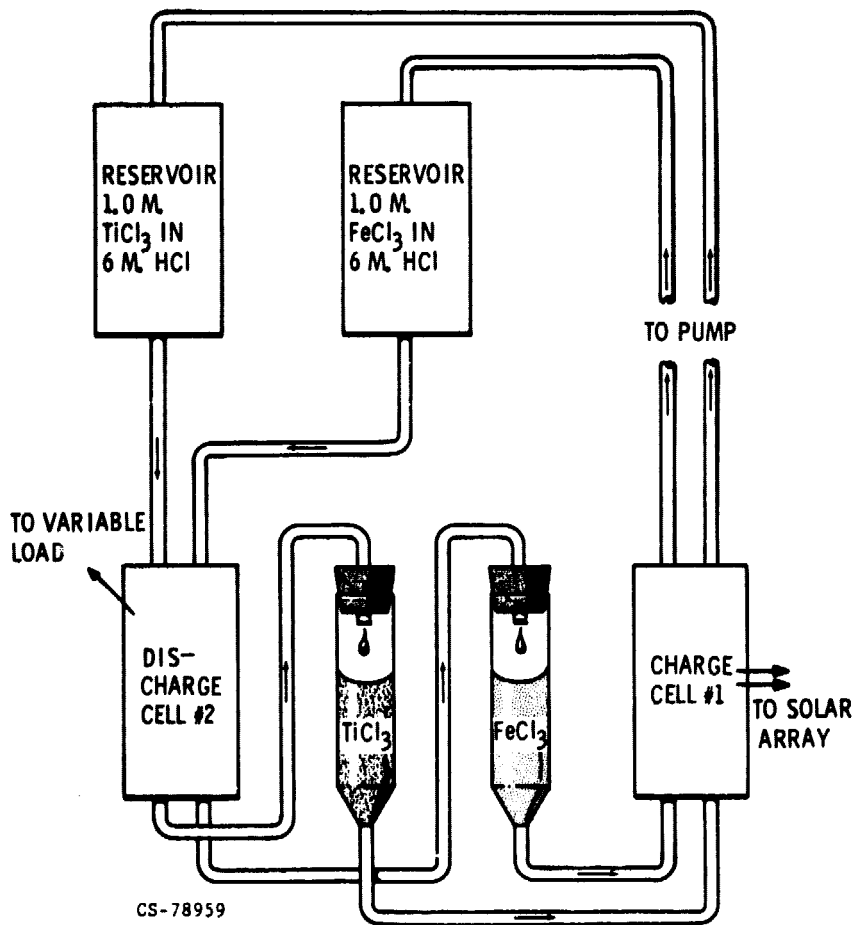 RESERVOIR
1.0 M.
TiCl3 IN
6 M. HCl
RESERVOIR
1.0 M.
FeCl3 IN
6 M. HCl
TO PUMP
TO VARIABLE
LOAD
DIS-
CHARGE
CELL #2
TiCl3
FeCl3
CHARGE
CELL #1
TO SOLAR
ARRAY
CS-78959